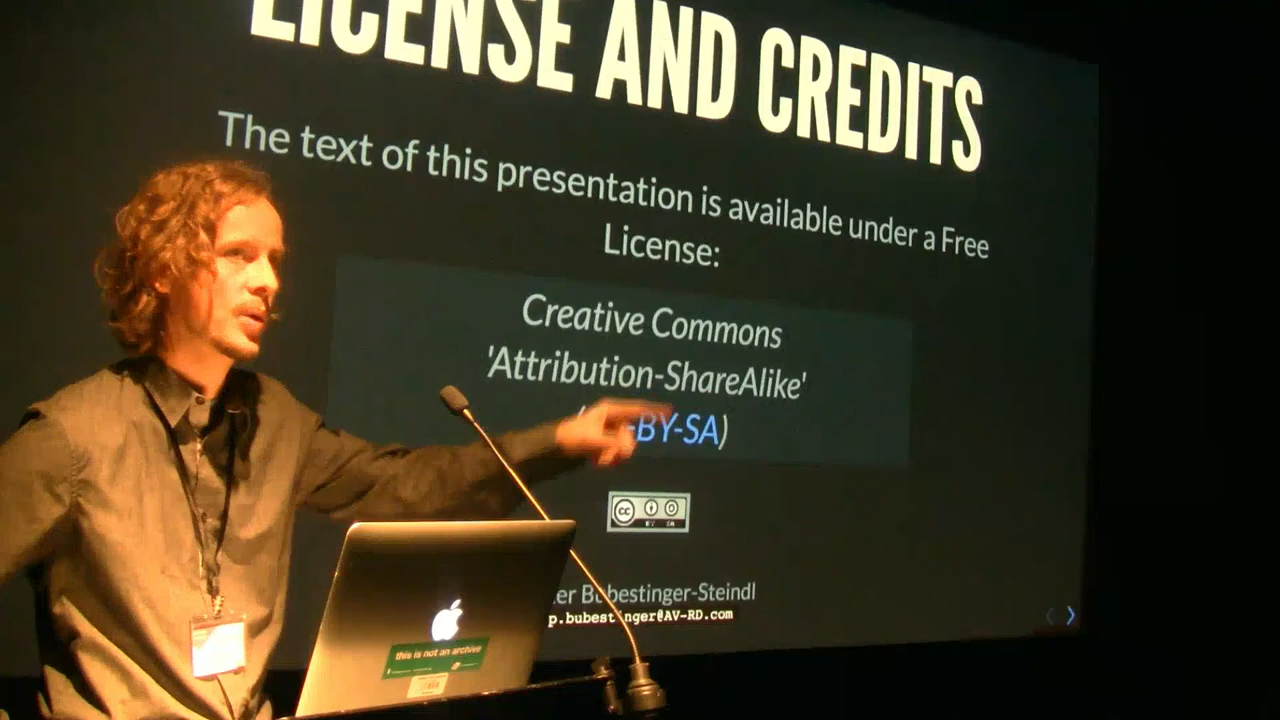 LICENSE AND CREDITS
The text of this presentation is available under a Free
License:
Creative Commons
'Attribution-ShareAlike'
-BY-SA)
cc
BY SA
Bubestinger-Steindl
p.bubestinger@AV-RD.com
this is not an archive